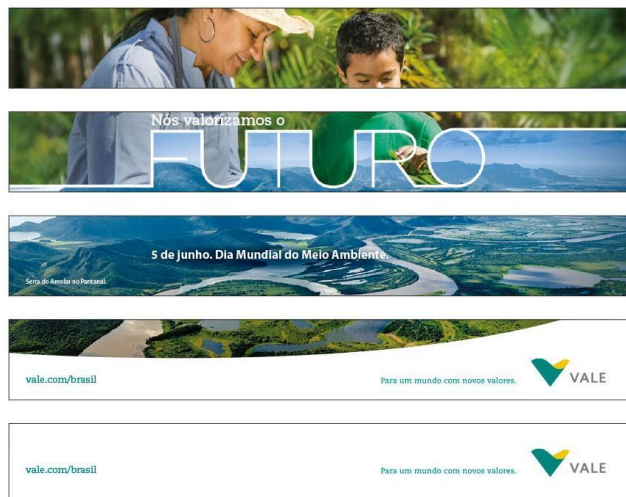 Nós valorizamos o
FUTURO
5 de junho. Dia Mundial do Meio Ambiente.
Serra do Amolar no Pantanal.
vale.com/brasil
Para um mundo com novos valores.
VALE
vale.com/brasil
Para um mundo com novos valores.
VALE